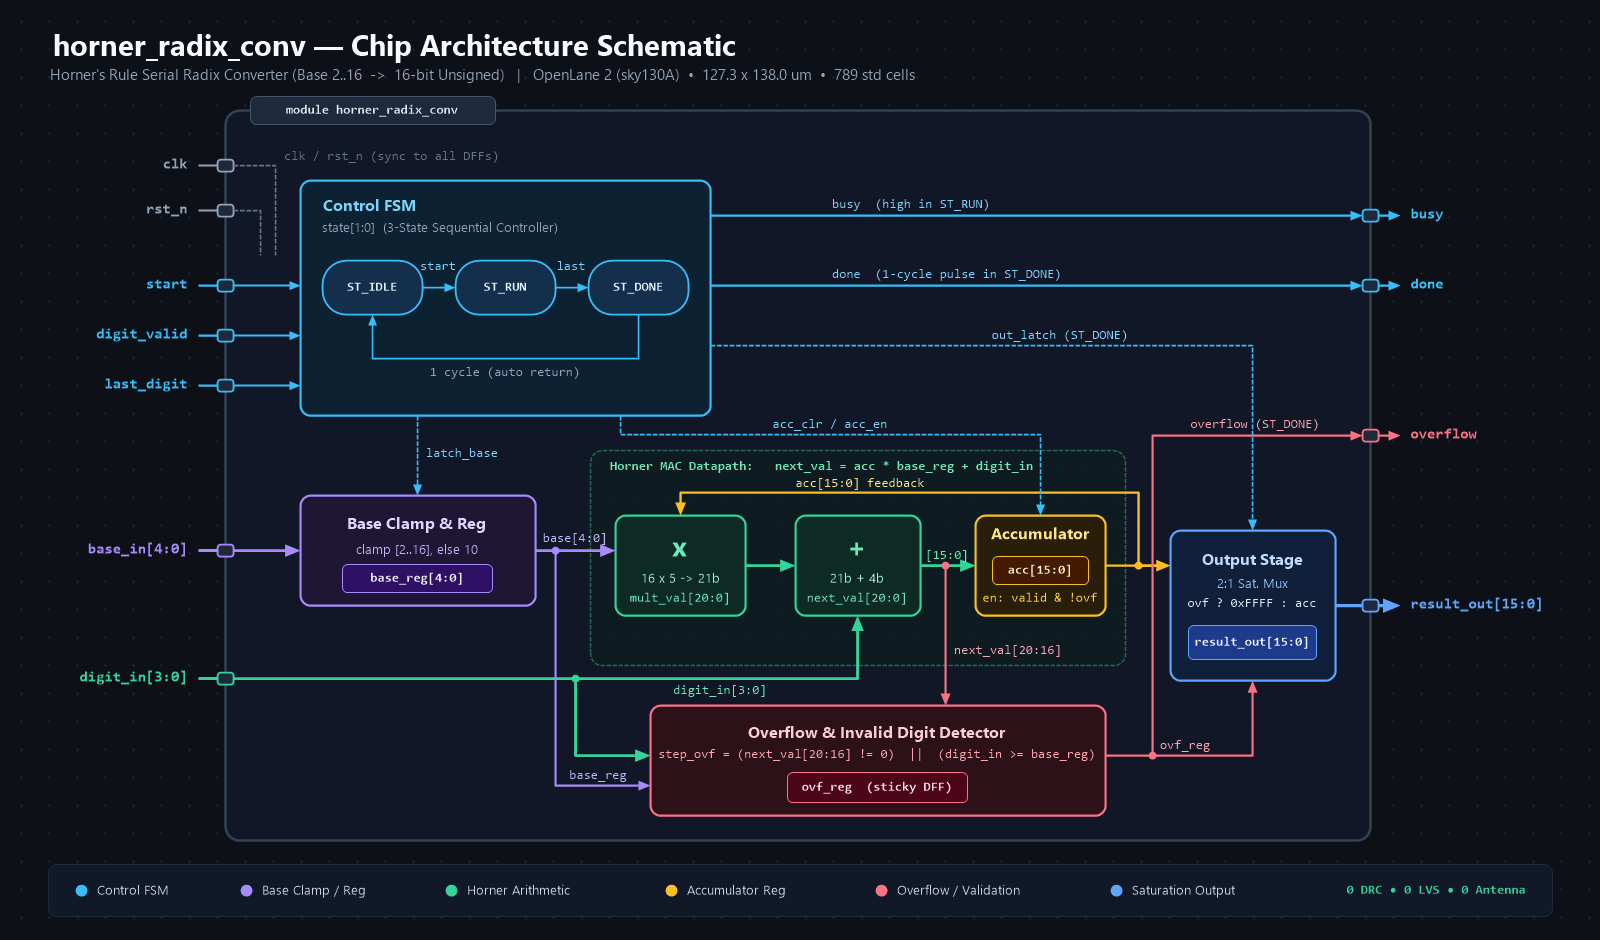 horner_radix_conv — Chip Architecture Schematic
Horner's Rule Serial Radix Converter (Base 2..16 -> 16-bit Unsigned) | OpenLane 2 (sky130A) • 127.3 x 138.0 um • 789 std cells
module horner_radix_conv
clk
clk / rst_n (sync to all DFFs)
rst_n
Control FSM
state[1:0] (3-State Sequential Controller)
busy (high in ST_RUN)
busy
start
ST_IDLE
start
ST_RUN
last
ST_DONE
done (1-cycle pulse in ST_DONE)
done
digit_valid
out_latch (ST_DONE)
1 cycle (auto return)
last_digit
acc_clr / acc_en
overflow (ST_DONE)
overflow
latch_base
Horner MAC Datapath: next_val = acc * base_reg + digit_in
acc[15:0] feedback
base_in[4:0]
Base Clamp & Reg
clamp [2..16], else 10
base_reg[4:0]
base[4:0]
X
16 x 5 -> 21b
mult_val[20:0]
+
21b + 4b
next_val[20:0]
[15:0]
Accumulator
acc[15:0]
en: valid & !ovf
Output Stage
2:1 Sat. Mux
ovf ? 0xFFFF : acc
result_out[15:0]
result_out[15:0]
next_val[20:16]
digit_in[3:0]
digit_in[3:0]
Overflow & Invalid Digit Detector
step_ovf = (next_val[20:16] != 0) || (digit_in >= base_reg)
ovf_reg (sticky DFF)
base_reg
ovf_reg
Control FSM
Base Clamp / Reg
Horner Arithmetic
Accumulator Reg
Overflow / Validation
Saturation Output
0 DRC • 0 LVS • 0 Antenna